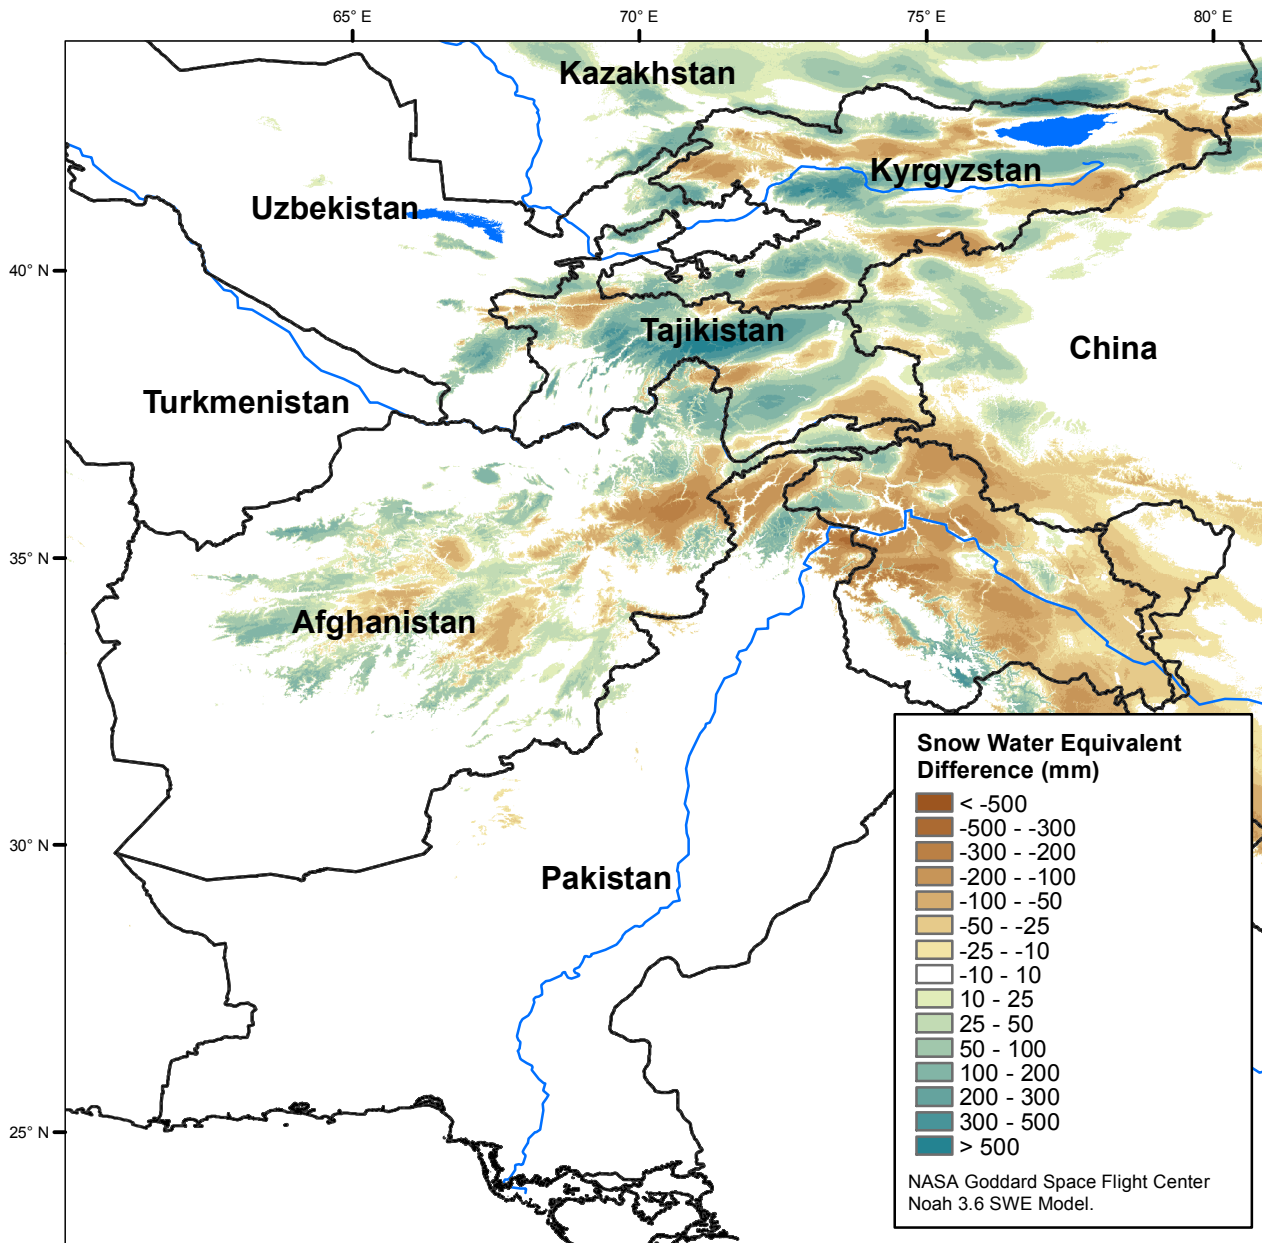 65° E
70° E
75° E
80° E
Kazakhstan
Kyrgyzstan
Uzbekistan
40° N
Tajikistan
China
Turkmenistan
35° N
Afghanistan
30° N
Pakistan
25° N
Snow Water Equivalent
Difference (mm)
< -500
-500 - -300
-300 - -200
-200 - -100
-100 - -50
-50 - -25
-25 - -10
-10 - 10
10 - 25
25 - 50
50 - 100
100 - 200
200 - 300
300 - 500
> 500
NASA Goddard Space Flight Center
Noah 3.6 SWE Model.